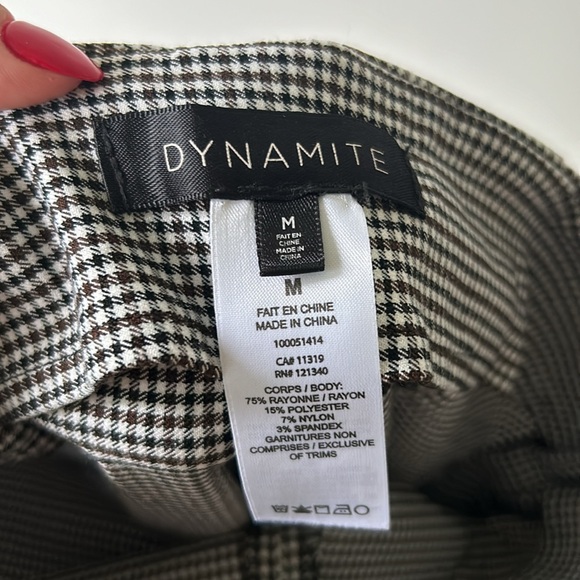 DYNAMITE
M
FAIT EN
CHINE
MADE IN
CHINA
M
FAIT EN CHINE
MADE IN CHINA
100051414
CA# 11319
RN# 121340
CORPS / BODY:
75% RAYONNE / RAYON
15% POLYESTER
7% NYLON
3% SPANDEX
GARNITURES NON
COMPRISES / EXCLUSIVE
OF TRIMS